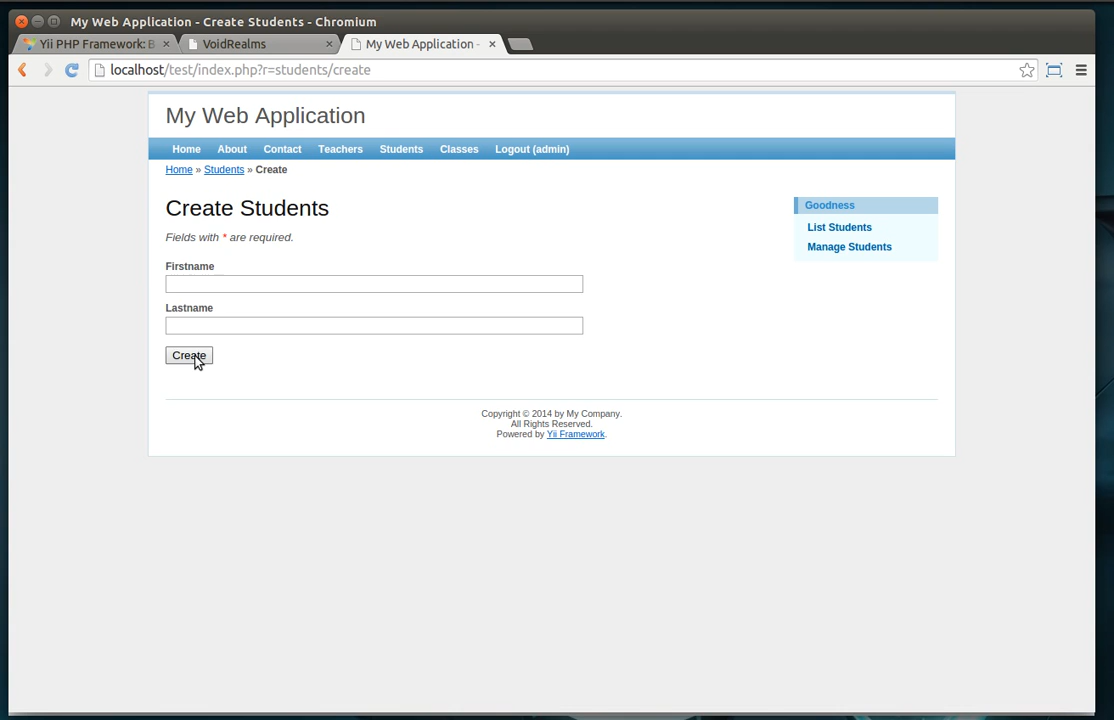 My Web Application - Create Students - Chromium
Yii PHP Framework: B
VoidRealms
My Web Application -
localhost/test/index.php?r=students/create
My Web Application
Home About Contact Teachers Students Classes Logout (admin)
Home » Students » Create
Create Students
Fields with * are required.
Firstname
Lastname
Create
Goodness
List Students
Manage Students
Copyright © 2014 by My Company.
All Rights Reserved.
Powered by Yii Framework.